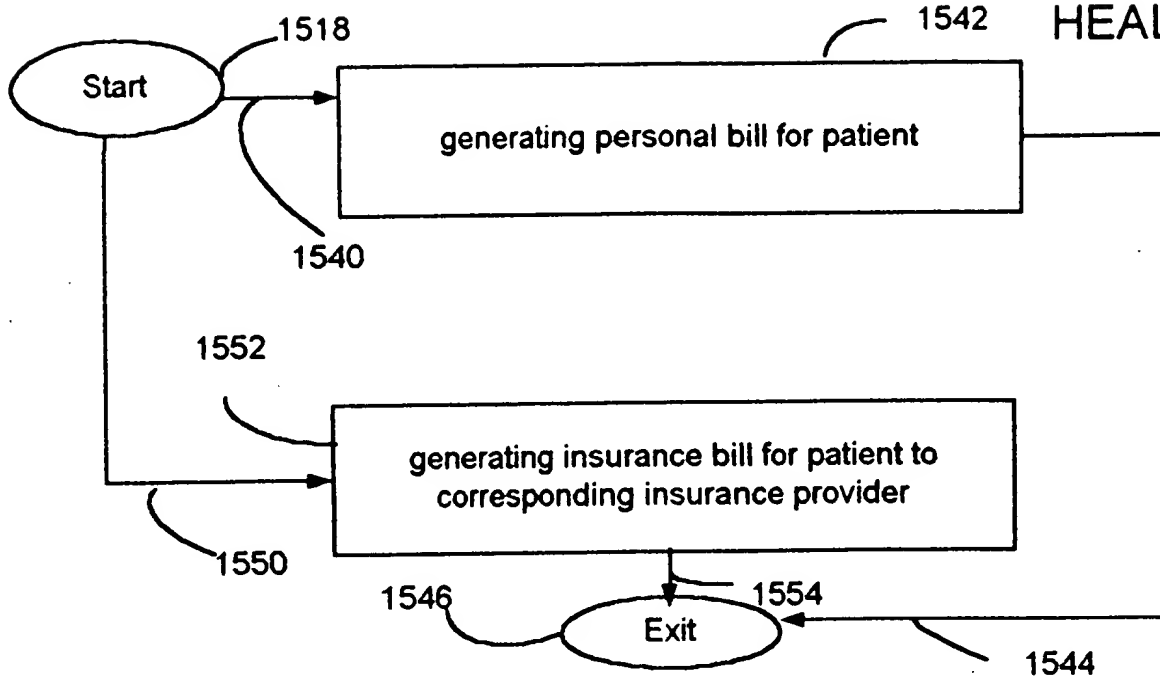 1518
1542
HEAL
Start
generating personal bill for patient
1540
1552
generating insurance bill for patient to
corresponding insurance provider
1550
1546
1554
Exit
1544